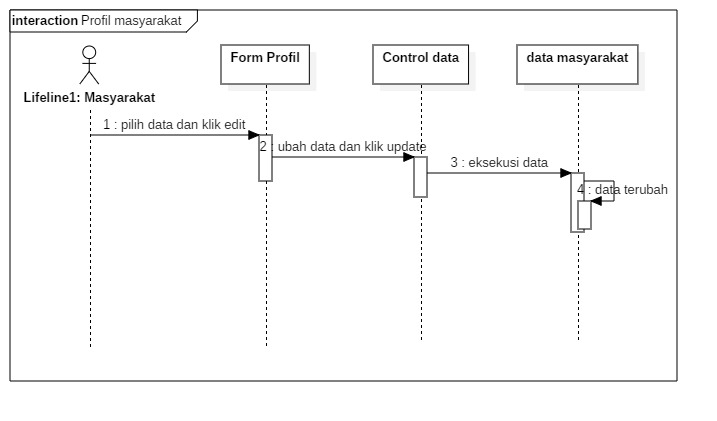 interaction Profil masyarakat
Lifeline1: Masyarakat
Form Profil
Control data
data masyarakat
1 : pilih data dan klik edit
2 : ubah data dan klik update
3 : eksekusi data
4 : data terubah